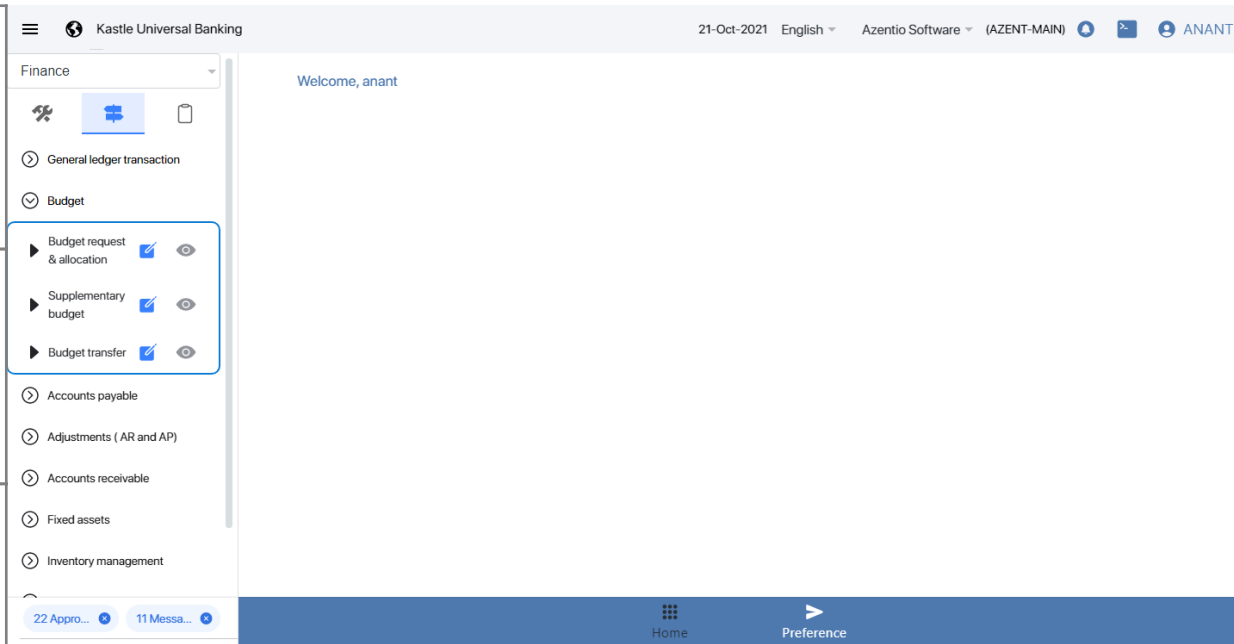 Kastle Universal Banking
21-Oct-2021 English Azentio Software (AZENT-MAIN) ANANT
Finance
Welcome, anant
General ledger transaction
Budget
Budget request
& allocation
Supplementary
budget
Budget transfer
Accounts payable
Adjustments ( AR and AP)
Accounts receivable
Fixed assets
Inventory management
22 Appro... 11 Messa...
Home
Preference